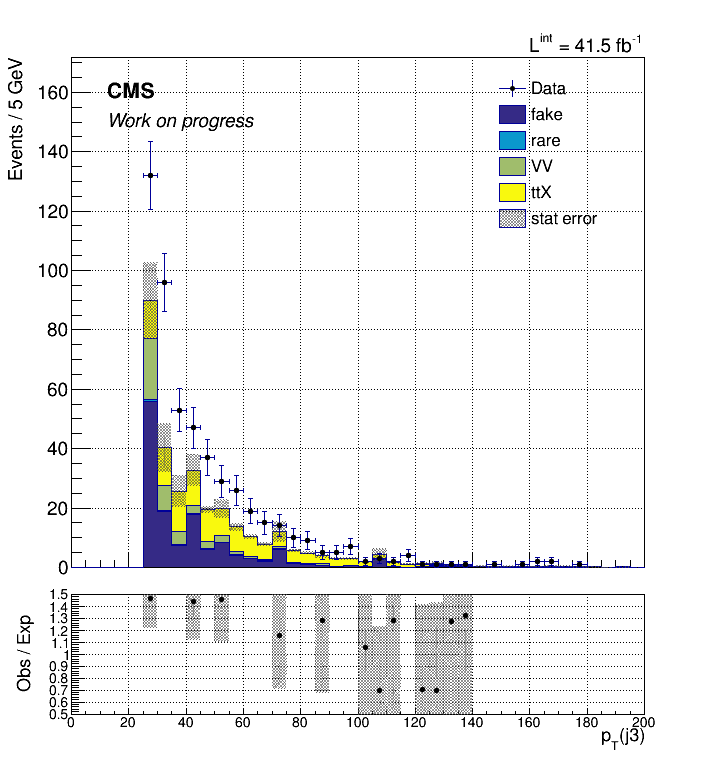 L^int = 41.5 fb^-1
Events / 5 GeV
160
140
120
100
80
60
40
20
0
CMS
Work on progress
Data
fake
rare
VV
ttX
stat error
Obs / Exp
1.5
1.4
1.3
1.2
1.1
1
0.9
0.8
0.7
0.6
0.5
0 20 40 60 80 100 120 140 160 180 200
p_T(j3)